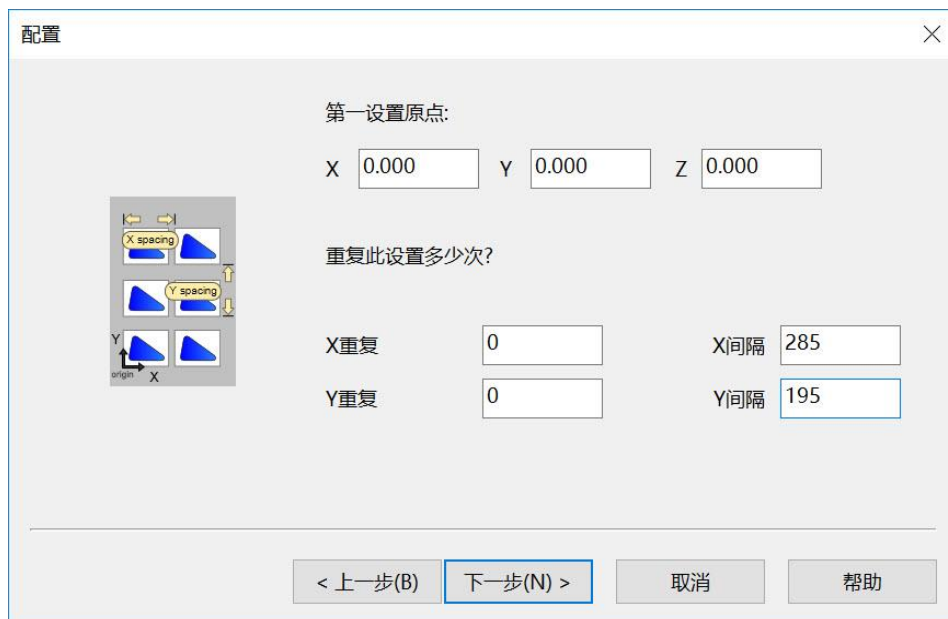 配置
第一设置原点:
X 0.000 Y 0.000 Z 0.000
X spacing
Y spacing
Y
origin X
重复此设置多少次?
X重复 0 X间隔 285
Y重复 0 Y间隔 195
< 上一步(B) 下一步(N) > 取消 帮助